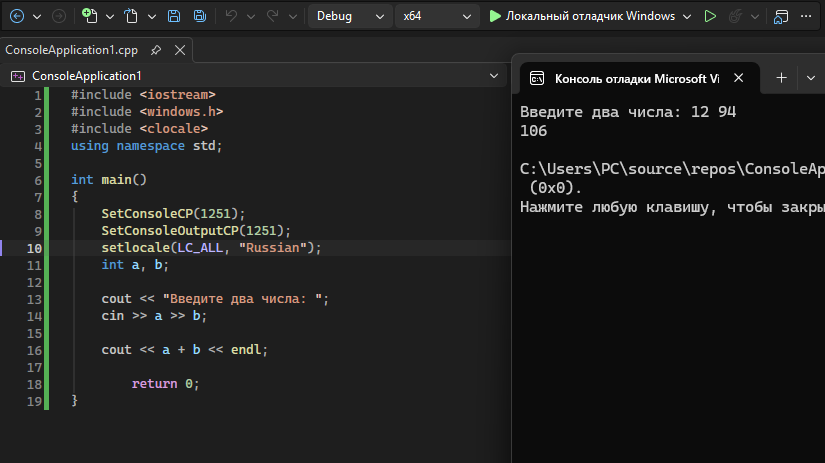 Debug x64 Локальный отладчик Windows
ConsoleApplication1.cpp
ConsoleApplication1
1 #include <iostream>
2 #include <windows.h>
3 #include <clocale>
4 using namespace std;
5
6 int main()
7 {
8 SetConsoleCP(1251);
9 SetConsoleOutputCP(1251);
10 setlocale(LC_ALL, "Russian");
11 int a, b;
12
13 cout << "Введите два числа: ";
14 cin >> a >> b;
15
16 cout << a + b << endl;
17
18 return 0;
19 }
Консоль отладки Microsoft Vi
Введите два числа: 12 94
106
C:\Users\PC\source\repos\ConsoleAp
(0x0).
Нажмите любую клавишу, чтобы закры